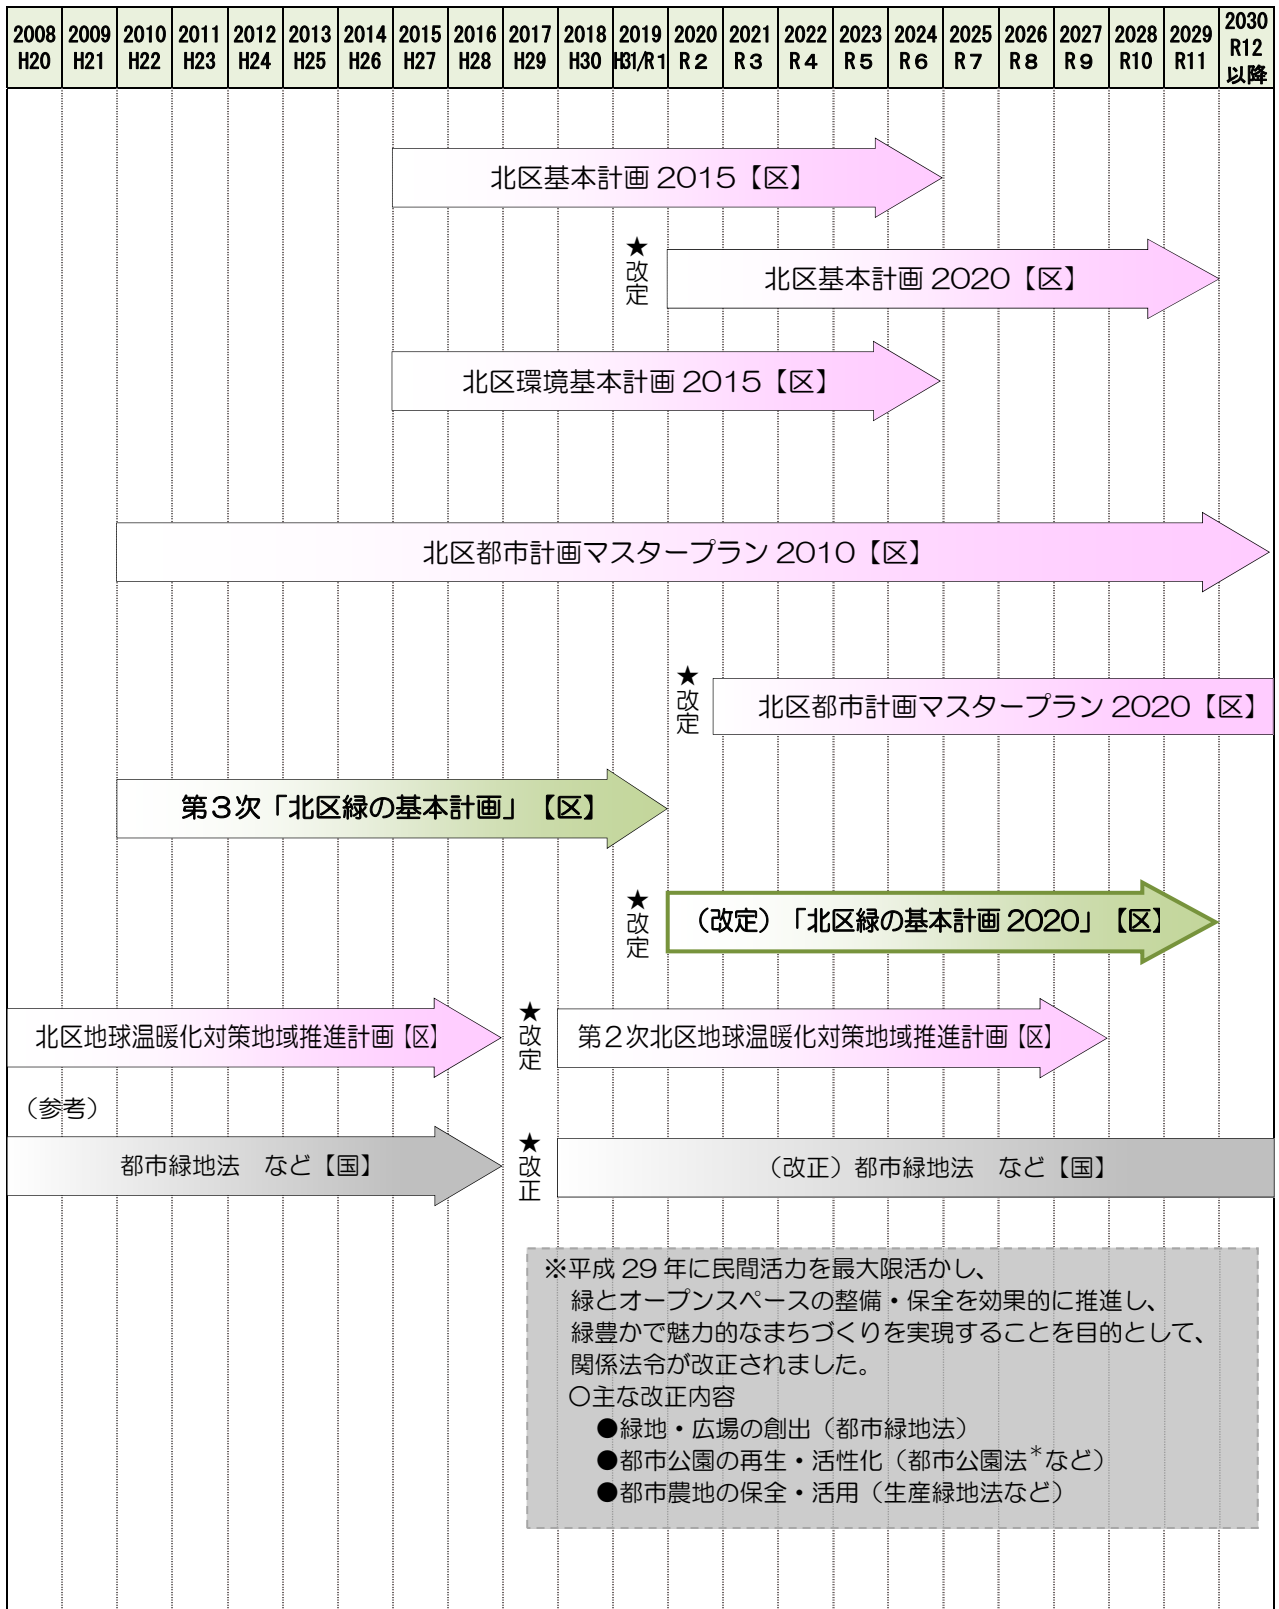 2008 2009 2010 2011 2012 2013 2014 2015 2016 2017 2018 2019 2020 2021 2022 2023 2024 2025 2026 2027 2028 2029 2030
H20 H21 H22 H23 H24 H25 H26 H27 H28 H29 H30 H31/R1 R2 R3 R4 R5 R6 R7 R8 R9 R10 R11 R12
以降
北区基本計画 2015【区】
★改定
北区基本計画 2020【区】
北区環境基本計画 2015【区】
北区都市計画マスタープラン 2010【区】
★改定
北区都市計画マスタープラン 2020【区】
第3次「北区緑の基本計画」【区】
★改定
（改定）「北区緑の基本計画 2020」【区】
北区地球温暖化対策地域推進計画【区】
★改定
第2次北区地球温暖化対策地域推進計画【区】
（参考）
都市緑地法　など【国】
★改正
（改正）都市緑地法　など【国】
※平成 29 年に民間活力を最大限活かし、
緑とオープンスペースの整備・保全を効果的に推進し、
緑豊かで魅力的なまちづくりを実現することを目的として、
関係法令が改正されました。
○主な改正内容
●緑地・広場の創出（都市緑地法）
●都市公園の再生・活性化（都市公園法*など）
●都市農地の保全・活用（生産緑地法など）